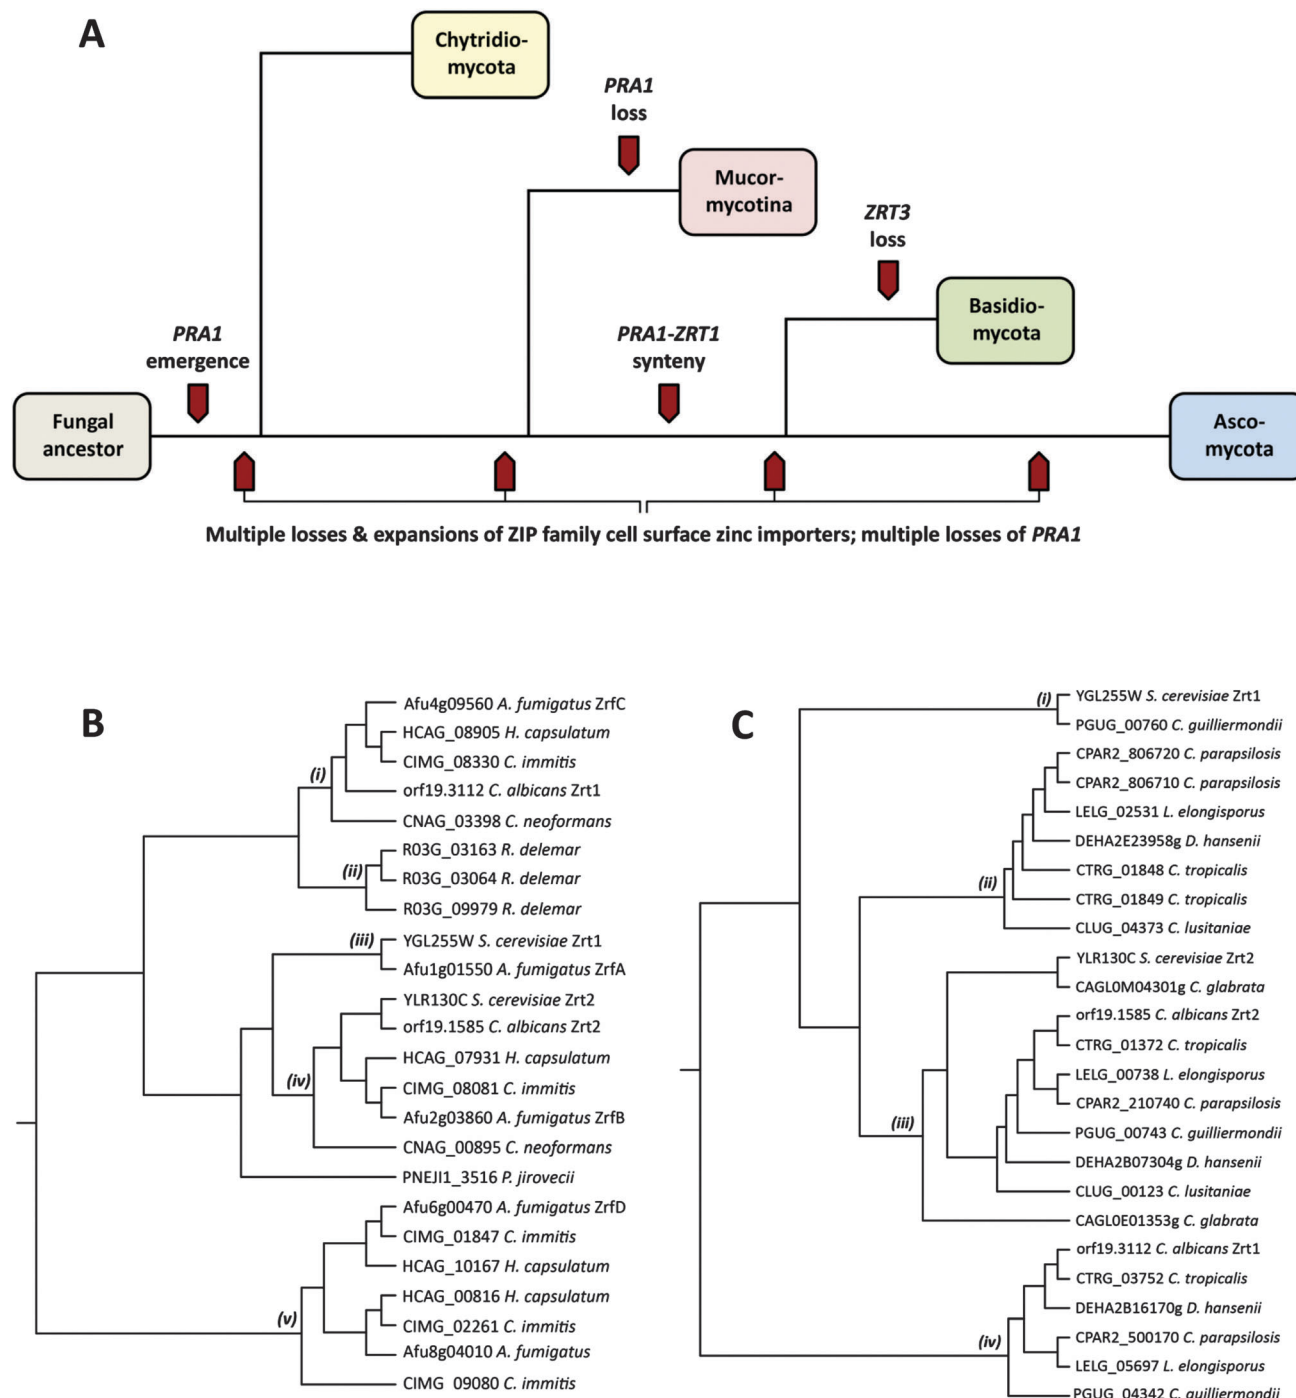 A
Chytridio-
mycota
PRA1
loss
Mucor-
mycotina
ZRT3
loss
Basidio-
mycota
PRA1
emergence
PRA1-ZRT1
synteny
Fungal
ancestor
Asco-
mycota
Multiple losses & expansions of ZIP family cell surface zinc importers; multiple losses of PRA1
B
Afu4g09560 A. fumigatus ZrfC
HCAG_08905 H. capsulatum
CIMG_08330 C. immitis
(i)
orf19.3112 C. albicans Zrt1
CNAG_03398 C. neoformans
R03G_03163 R. delemar
(ii)
R03G_03064 R. delemar
R03G_09979 R. delemar
(iii)
YGL255W S. cerevisiae Zrt1
Afu1g01550 A. fumigatus ZrfA
YLR130C S. cerevisiae Zrt2
orf19.1585 C. albicans Zrt2
HCAG_07931 H. capsulatum
(iv)
CIMG_08081 C. immitis
Afu2g03860 A. fumigatus ZrfB
CNAG_00895 C. neoformans
PNEJI1_3516 P. jirovecii
Afu6g00470 A. fumigatus ZrfD
CIMG_01847 C. immitis
HCAG_10167 H. capsulatum
HCAG_00816 H. capsulatum
(v)
CIMG_02261 C. immitis
Afu8g04010 A. fumigatus
CIMG_09080 C. immitis
C
(i)
YGL255W S. cerevisiae Zrt1
PGUG_00760 C. guilliermondii
CPAR2_806720 C. parapsilosis
CPAR2_806710 C. parapsilosis
LELG_02531 L. elongisporus
DEHA2E23958g D. hansenii
CTRG_01848 C. tropicalis
(ii)
CTRG_01849 C. tropicalis
CLUG_04373 C. lusitaniae
YLR130C S. cerevisiae Zrt2
CAGL0M04301g C. glabrata
orf19.1585 C. albicans Zrt2
CTRG_01372 C. tropicalis
LELG_00738 L. elongisporus
CPAR2_210740 C. parapsilosis
(iii)
PGUG_00743 C. guilliermondii
DEHA2B07304g D. hansenii
CLUG_00123 C. lusitaniae
CAGL0E01353g C. glabrata
orf19.3112 C. albicans Zrt1
CTRG_03752 C. tropicalis
DEHA2B16170g D. hansenii
(iv)
CPAR2_500170 C. parapsilosis
LELG_05697 L. elongisporus
PGUG_04342 C. guilliermondii